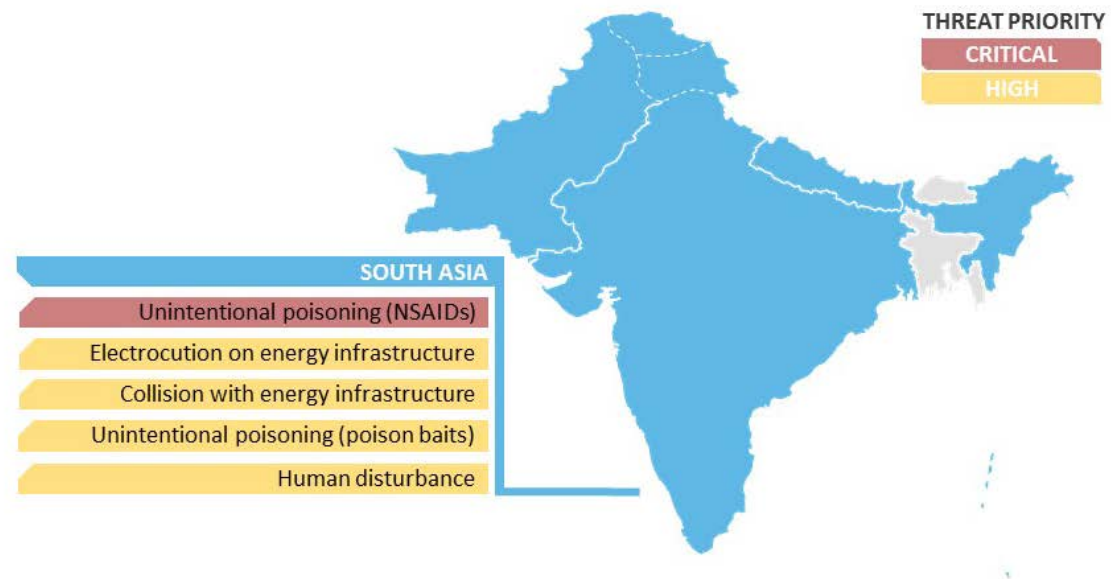 THREAT PRIORITY
CRITICAL
HIGH
SOUTH ASIA
Unintentional poisoning (NSAIDs)
Electrocution on energy infrastructure
Collision with energy infrastructure
Unintentional poisoning (poison baits)
Human disturbance